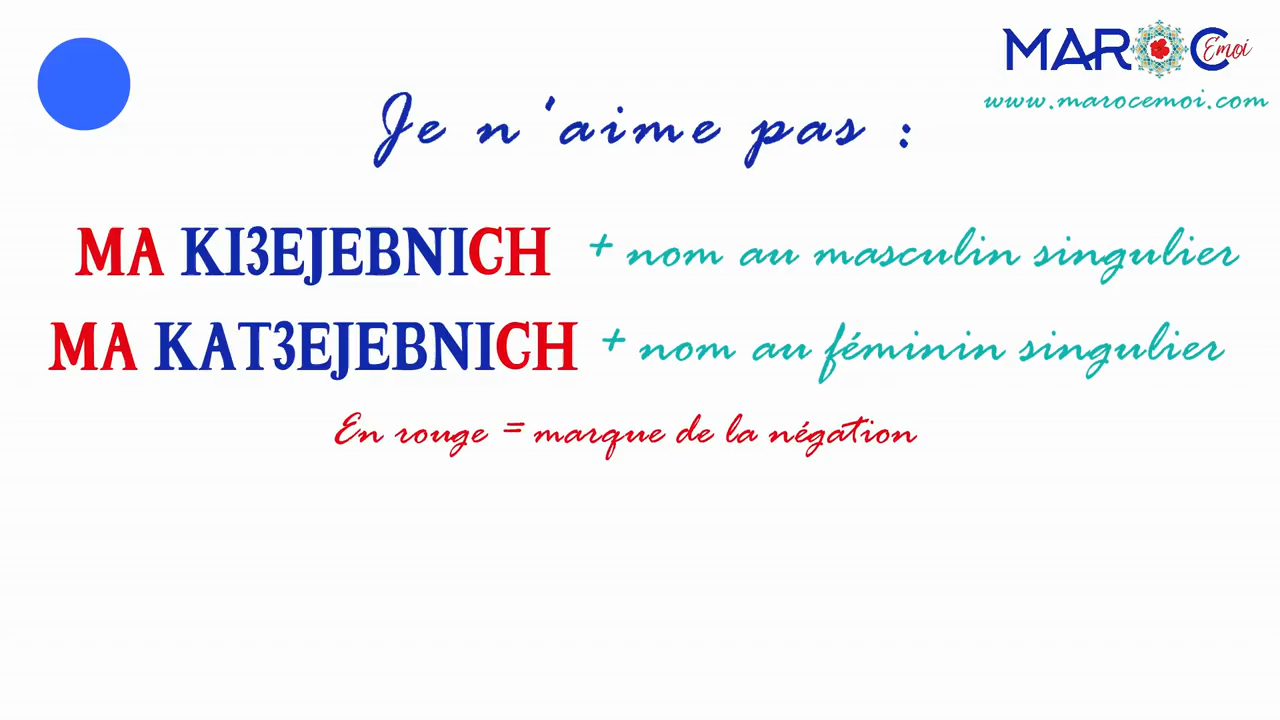 MAROC Emoi
www.marocemoi.com
Je n'aime pas :
MA KI3EJEBNICH + nom au masculin singulier
MA KAT3EJEBNICH + nom au féminin singulier
En rouge = marque de la négation